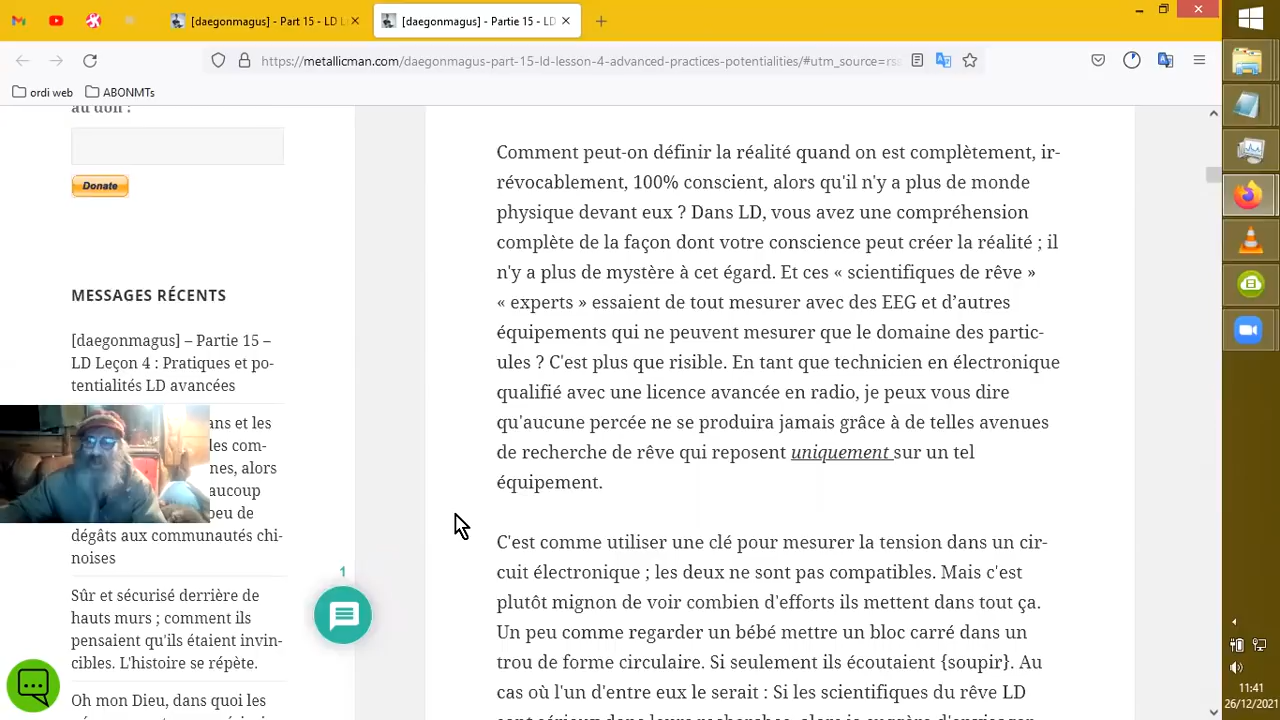 [daegonmagus] - Part 15 - LD L
[daegonmagus] - Partie 15 - LD
https://metallicman.com/daegonmagus-part-15-ld-lesson-4-advanced-practices-potentialities/#utm_source=rss
ordi web
ABONMTs
au don :
Donate
MESSAGES RÉCENTS
[daegonmagus] – Partie 15 –
LD Leçon 4 : Pratiques et po-
tentialités LD avancées
ans et les
les com-
nes, alors
aucoup
peu de
dégâts aux communautés chi-
noises
Sûr et sécurisé derrière de
hauts murs ; comment ils
pensaient qu'ils étaient invin-
cibles. L'histoire se répète.
Oh mon Dieu, dans quoi les
Comment peut-on définir la réalité quand on est complètement, ir-
révocablement, 100% conscient, alors qu'il n'y a plus de monde
physique devant eux ? Dans LD, vous avez une compréhension
complète de la façon dont votre conscience peut créer la réalité ; il
n'y a plus de mystère à cet égard. Et ces « scientifiques de rêve »
« experts » essaient de tout mesurer avec des EEG et d’autres
équipements qui ne peuvent mesurer que le domaine des partic-
ules ? C'est plus que risible. En tant que technicien en électronique
qualifié avec une licence avancée en radio, je peux vous dire
qu'aucune percée ne se produira jamais grâce à de telles avenues
de recherche de rêve qui reposent uniquement sur un tel
équipement.
C'est comme utiliser une clé pour mesurer la tension dans un cir-
cuit électronique ; les deux ne sont pas compatibles. Mais c'est
plutôt mignon de voir combien d'efforts ils mettent dans tout ça.
Un peu comme regarder un bébé mettre un bloc carré dans un
trou de forme circulaire. Si seulement ils écoutaient {soupir}. Au
cas où l'un d'entre eux le serait : Si les scientifiques du rêve LD
1
11:41
26/12/2021